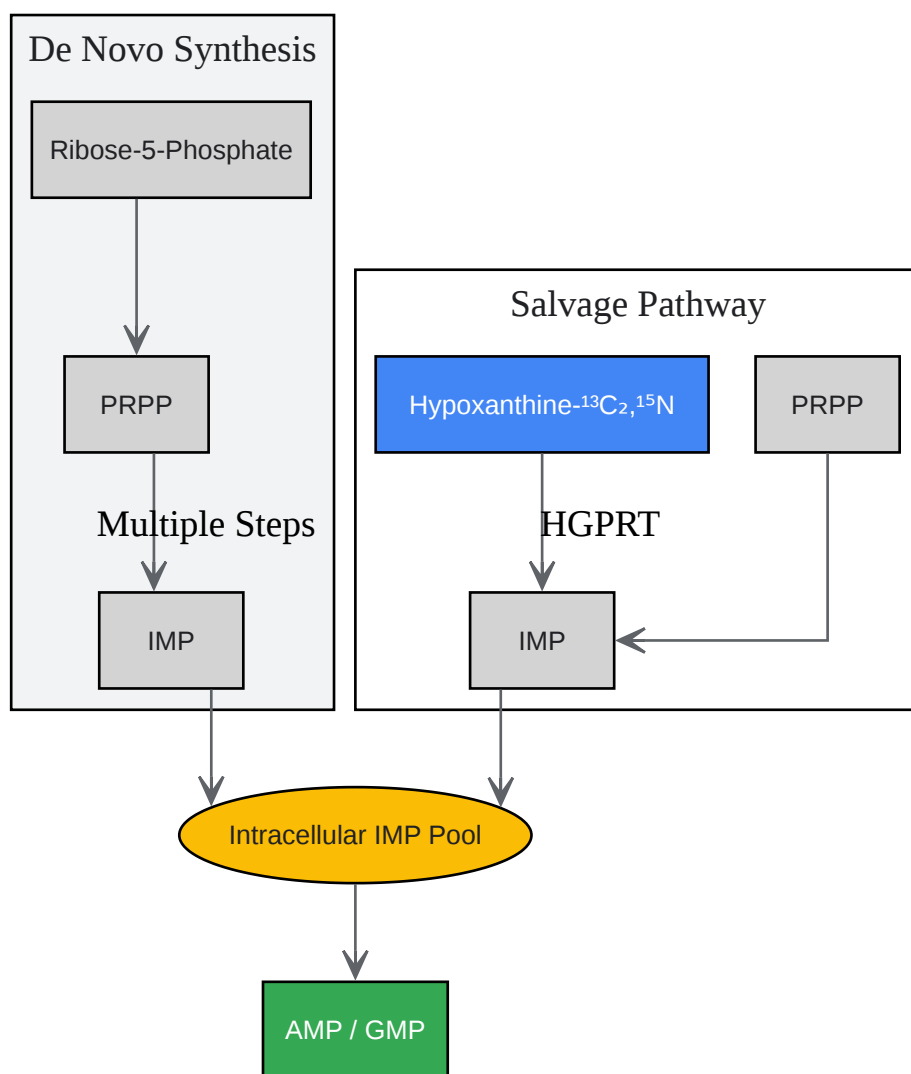 De Novo Synthesis
Ribose-5-Phosphate
PRPP
Multiple Steps
IMP
Salvage Pathway
Hypoxanthine-¹³C₂,¹⁵N
PRPP
HGPRT
IMP
Intracellular IMP Pool
AMP / GMP